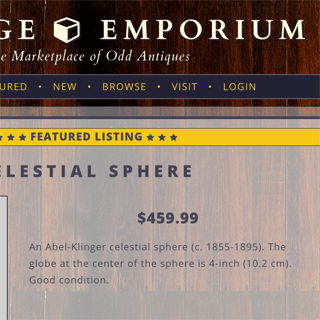 GE EMPORIUM
e Marketplace of Odd Antiques
URED • NEW • BROWSE • VISIT • LOGIN
★ ★ ★ FEATURED LISTING ★ ★ ★
ELESTIAL SPHERE
$459.99
An Abel-Klinger celestial sphere (c. 1855-1895). The
globe at the center of the sphere is 4-inch (10.2 cm).
Good condition.